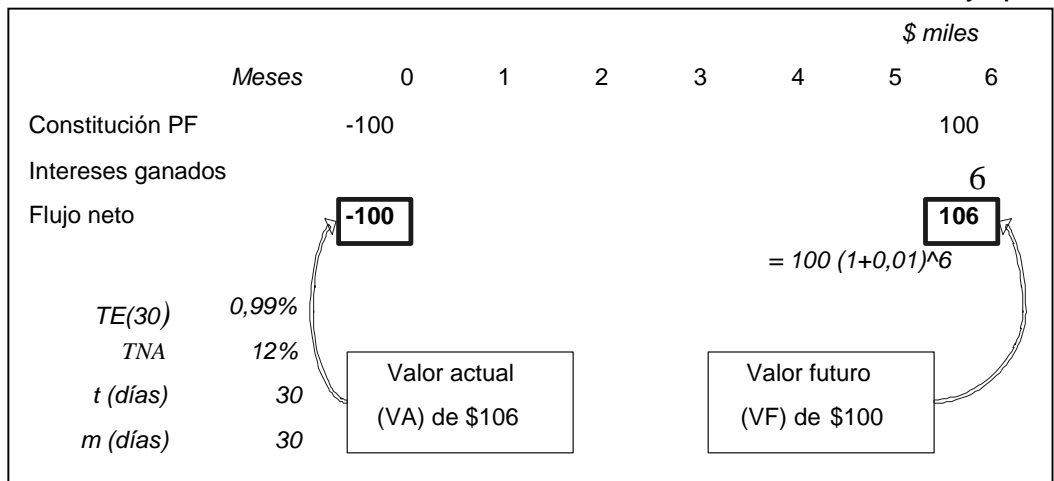 $ miles
Meses 0 1 2 3 4 5 6
Constitución PF -100 100
Intereses ganados 6
Flujo neto -100 106
= 100 (1+0,01)^6
TE(30) 0,99%
TNA 12%
t (días) 30
m (días) 30
Valor actual
(VA) de $106
Valor futuro
(VF) de $100